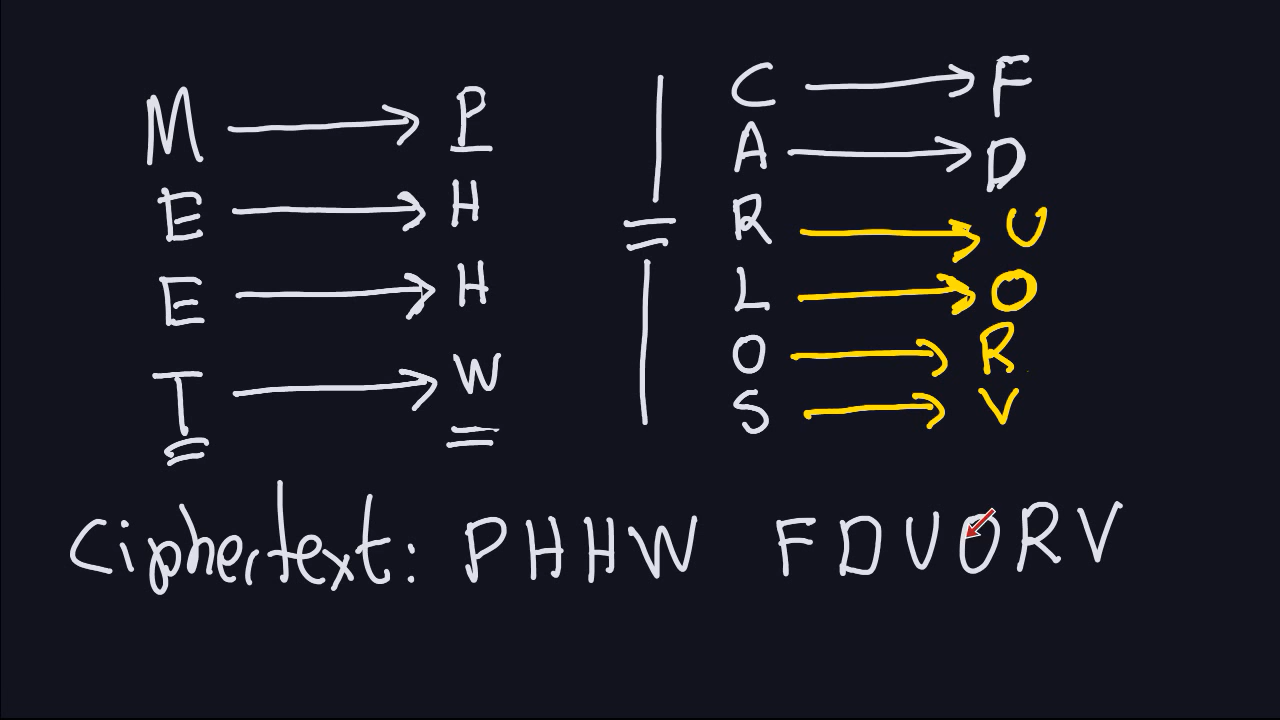 M → P
E → H
E → H
T → W
C → F
A → D
R → U
L → O
O → R
S → V
Ciphertext: PHHW FDUORV